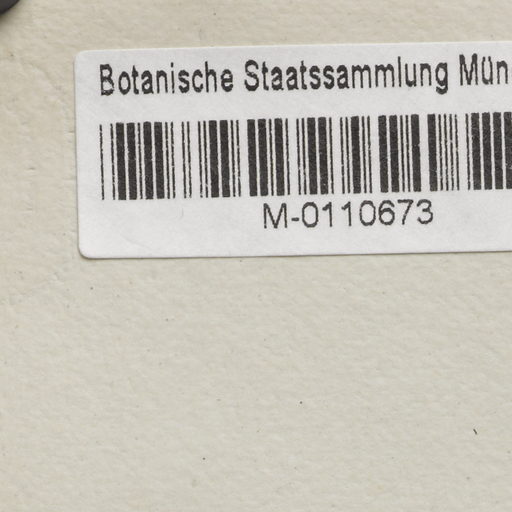 Botanische Staatssammlung Mün
M-0110673